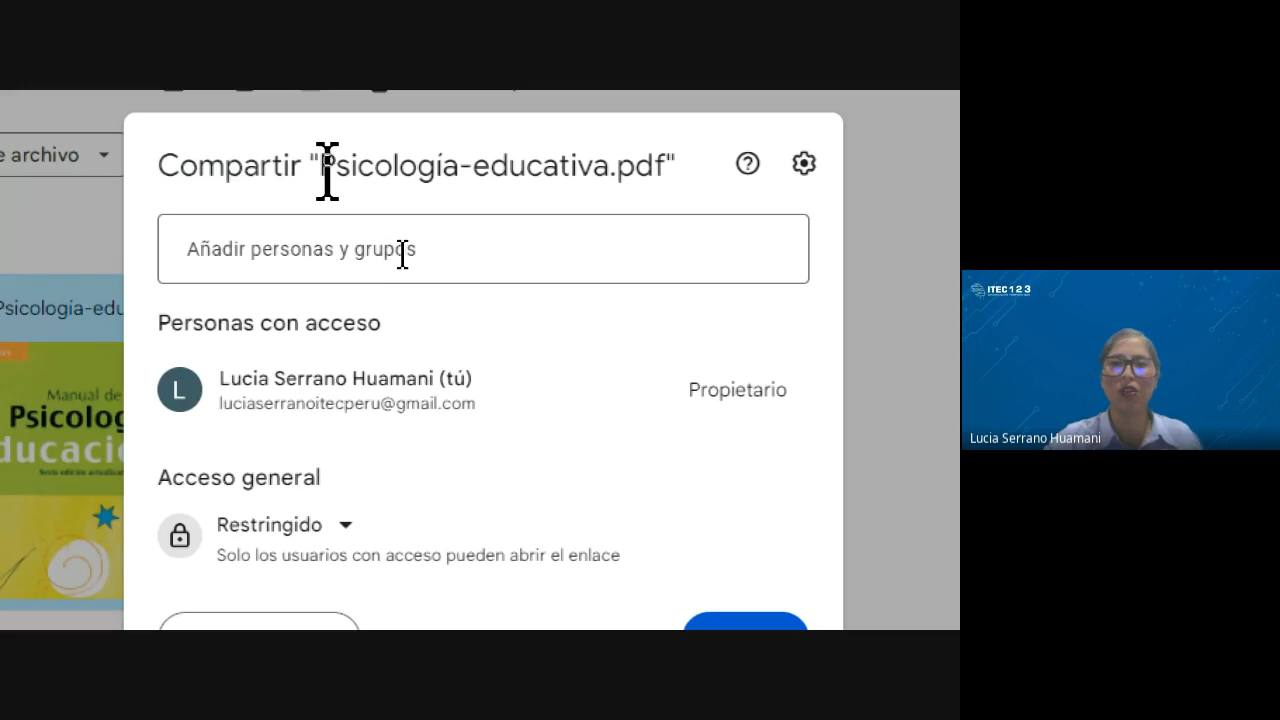 e archivo
Compartir "Psicología-educativa.pdf"
Añadir personas y grupos
Personas con acceso
L
Lucia Serrano Huamani (tú)
luciaserranoitecperu@gmail.com
Propietario
Acceso general
Restringido
Solo los usuarios con acceso pueden abrir el enlace
Psicología-edu
Manual de
Psicolog
ducació
ITEC 1 2 3
Lucia Serrano Huamani